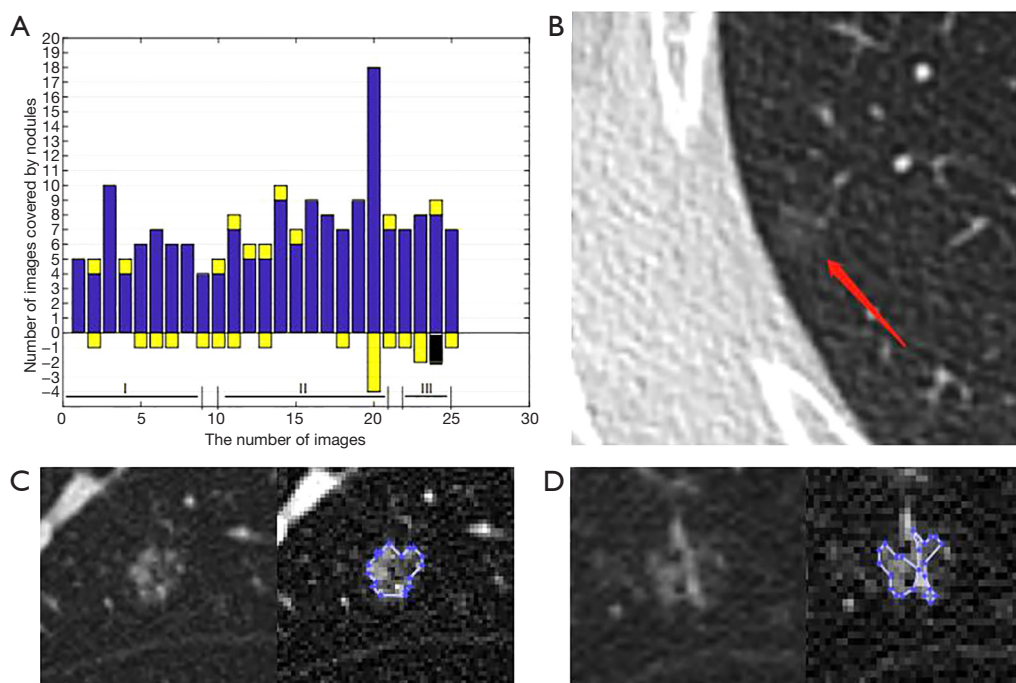 A
20
19
18
17
16
15
14
13
12
11
10
9
8
7
6
5
4
3
2
1
0
−1
−2
−3
−4
Number of images covered by nodules
I
II
III
0 5 10 15 20 25 30
The number of images
B
C
D